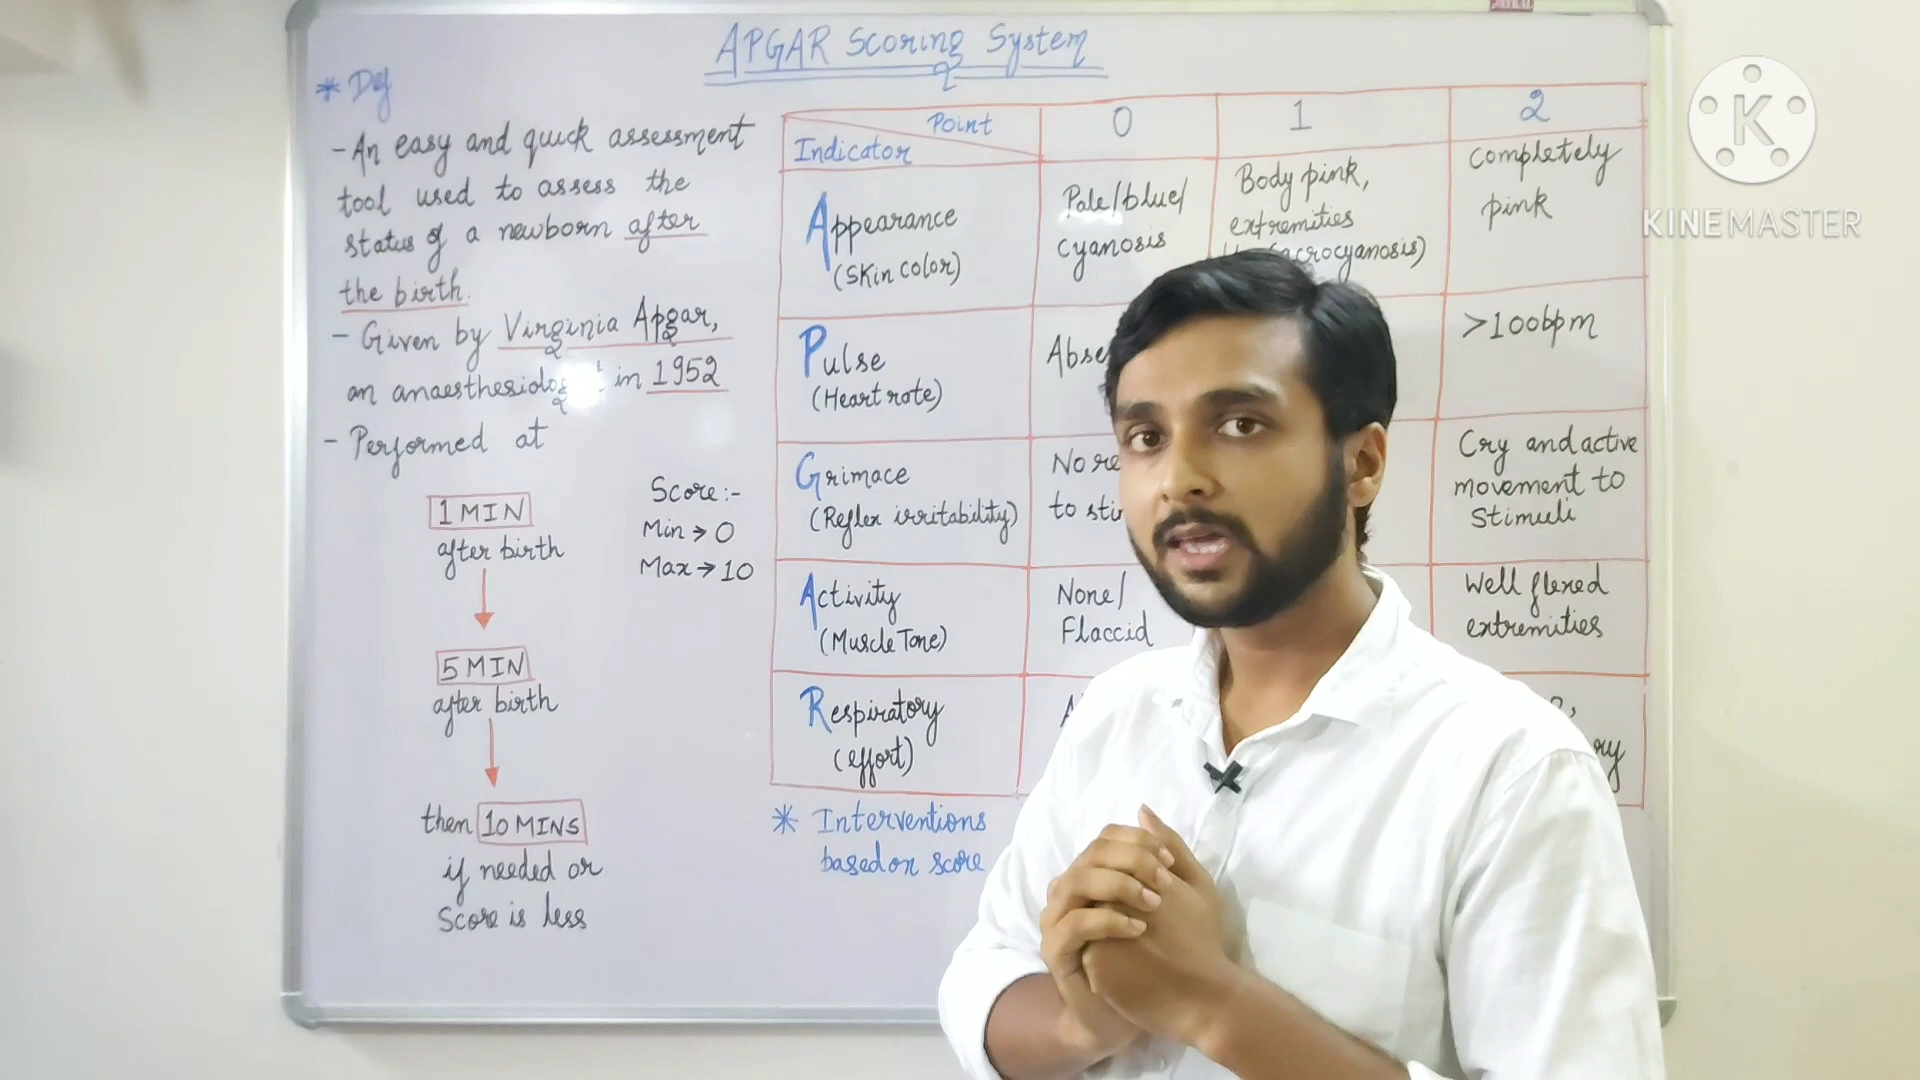 APGAR Scoring System
* Def
- An easy and quick assessment
tool used to assess the
status of a newborn after
the birth.
- Given by Virginia Apgar,
an in 1952
- Performed at
1 MIN
after birth
5 MIN
after birth
then 10 MINS
if needed or
Score is less
Score:-
Min → 0
Max → 10
Point
Indicator
0
1
2
Appearance
(Skin color)
Pale/blue/
cyanosis
Body pink,
extremities
completely
pink
Pulse
(Heart rate)
>100bpm
Grimace
(Reflex irritability)
No
to
Cry and active
movement to
Stimuli
Activity
(Muscle Tone)
None/
Flaccid
Well flexed
extremities
Respiratory
(effort)
* Interventions
based on score
K
KINEMASTER